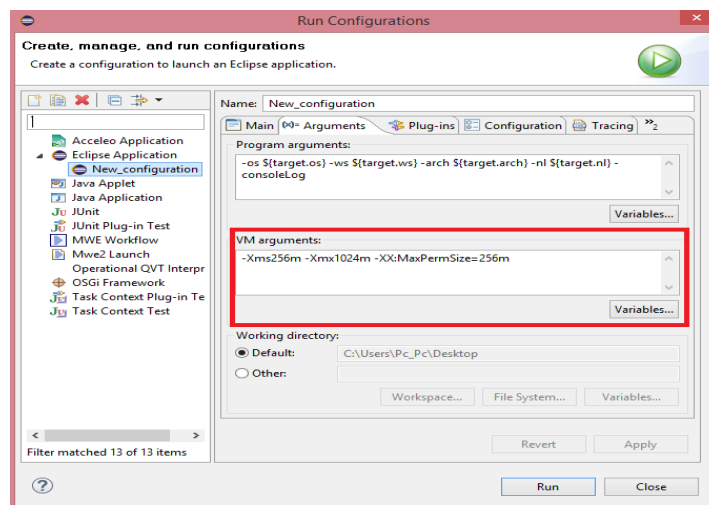 Run Configurations
Create, manage, and run configurations
Create a configuration to launch an Eclipse application.
Acceleo Application
Eclipse Application
New_configuration
Java Applet
Java Application
JUnit
JUnit Plug-in Test
MWE Workflow
Mwe2 Launch
Operational QVT Interpr
OSGi Framework
Task Context Plug-in Te
Task Context Test
Filter matched 13 of 13 items
Name: New_configuration
Main (x)= Arguments Plug-ins Configuration Tracing »2
Program arguments:
-os ${target.os} -ws ${target.ws} -arch ${target.arch} -nl ${target.nl} -
consoleLog
Variables...
VM arguments:
-Xms256m -Xmx1024m -XX:MaxPermSize=256m
Variables...
Working directory:
Default: C:\Users\Pc_Pc\Desktop
Other:
Workspace... File System... Variables...
Revert Apply
Run Close